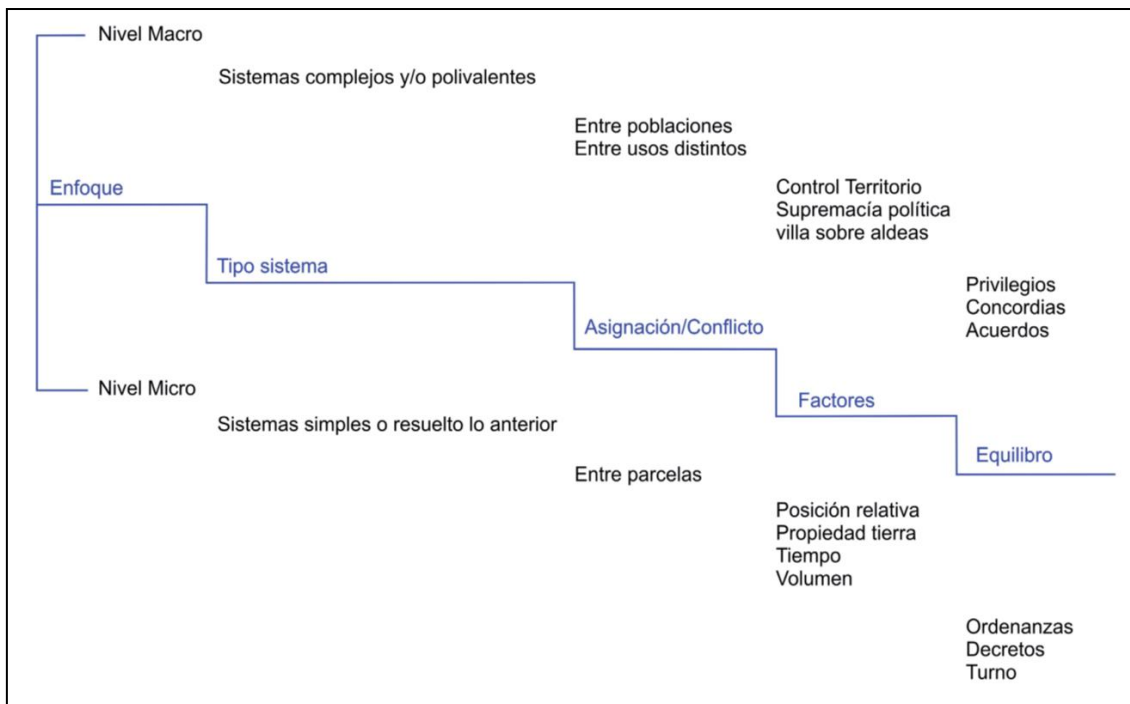 Nivel Macro
Sistemas complejos y/o polivalentes
Entre poblaciones
Entre usos distintos
Enfoque
Control Territorio
Supremacía política
villa sobre aldeas
Tipo sistema
Privilegios
Concordias
Acuerdos
Asignación/Conflicto
Nivel Micro
Factores
Sistemas simples o resuelto lo anterior
Equilibro
Entre parcelas
Posición relativa
Propiedad tierra
Tiempo
Volumen
Ordenanzas
Decretos
Turno